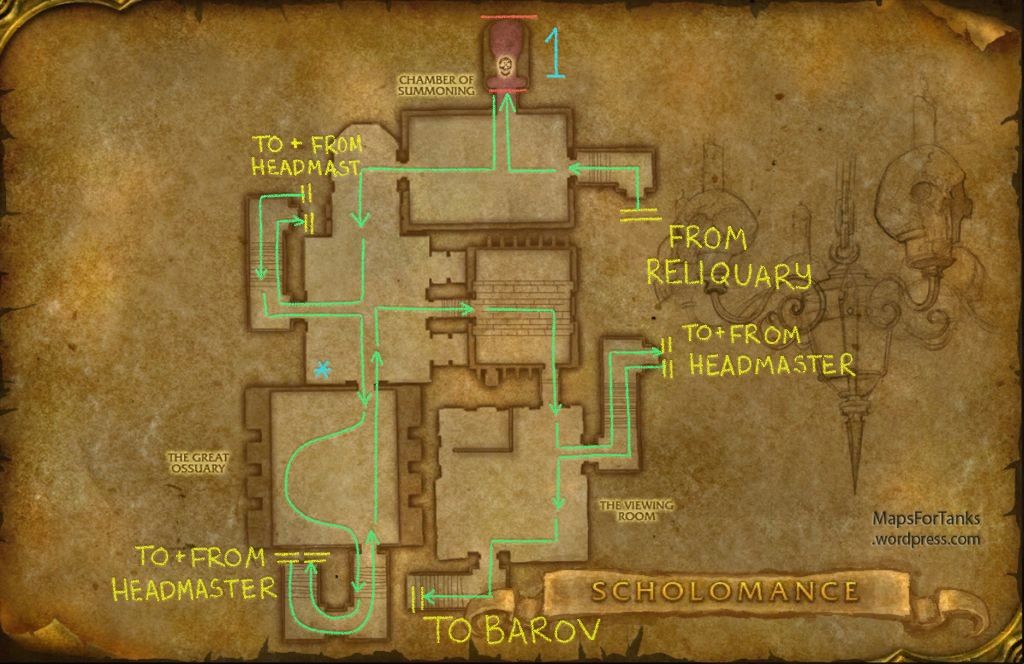 1
CHAMBER OF
SUMMONING
TO + FROM
HEADMAST
FROM
RELIQUARY
TO+FROM
HEADMASTER
*
THE GREAT
OSSUARY
THE VIEWING
ROOM
MapsForTanks
.wordpress.com
TO+FROM
HEADMASTER
SCHOLOMANCE
TO BAROV